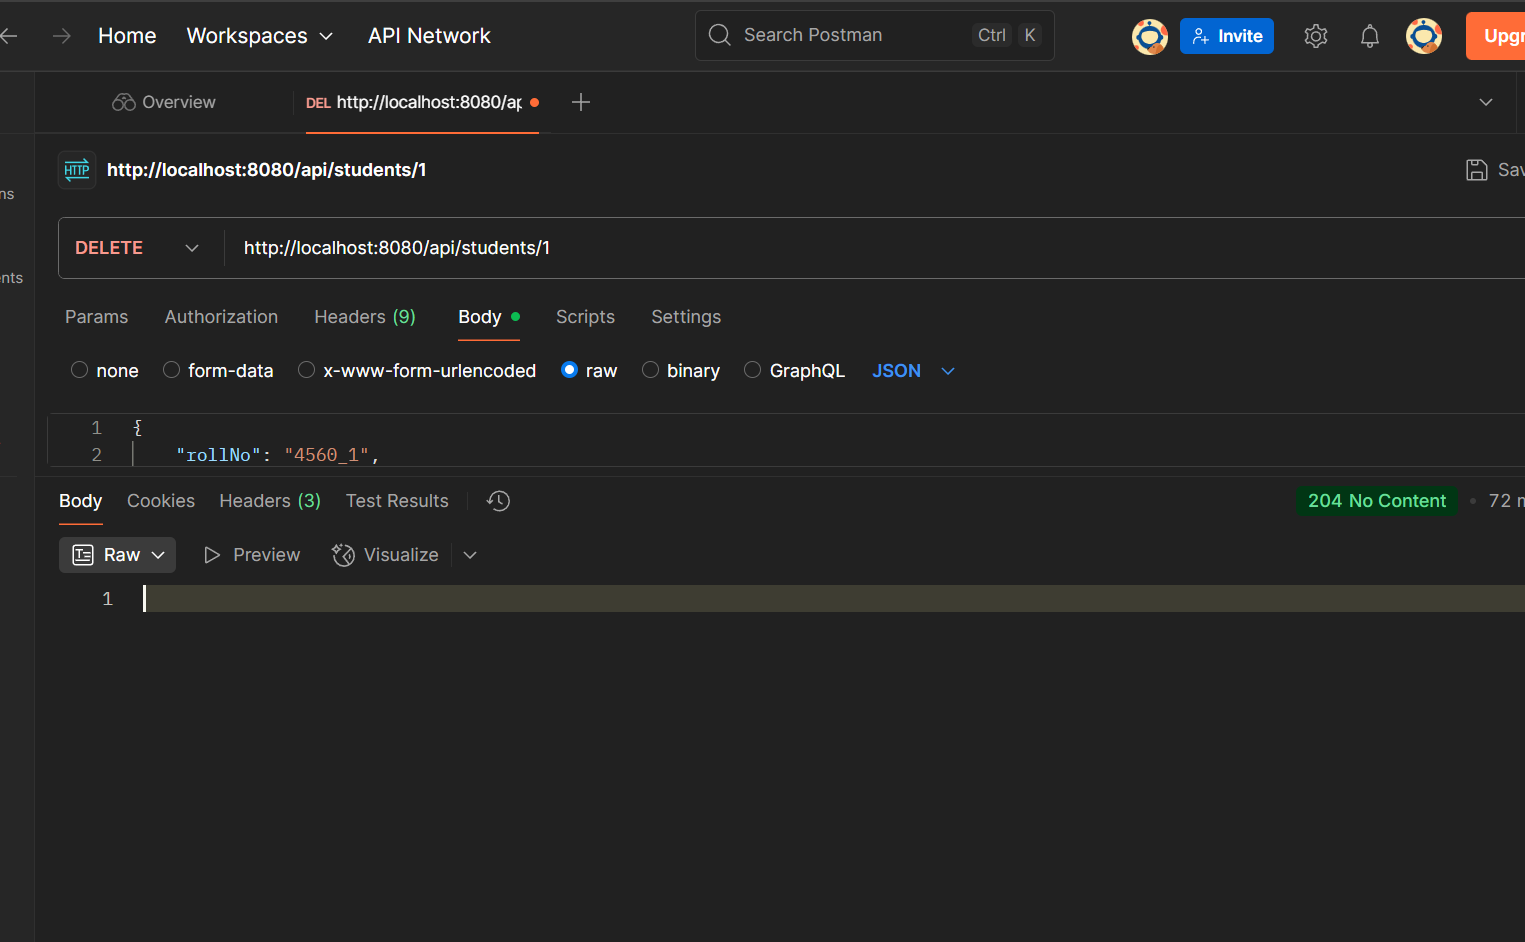 Home Workspaces API Network Search Postman Ctrl K Invite Upgr
Overview DEL http://localhost:8080/ap
HTTP http://localhost:8080/api/students/1 Sav
ns
DELETE http://localhost:8080/api/students/1
ents
Params Authorization Headers (9) Body Scripts Settings
none form-data x-www-form-urlencoded raw binary GraphQL JSON
1 {
2 "rollNo": "4560_1",
Body Cookies Headers (3) Test Results 204 No Content • 72 m
Raw Preview Visualize
1